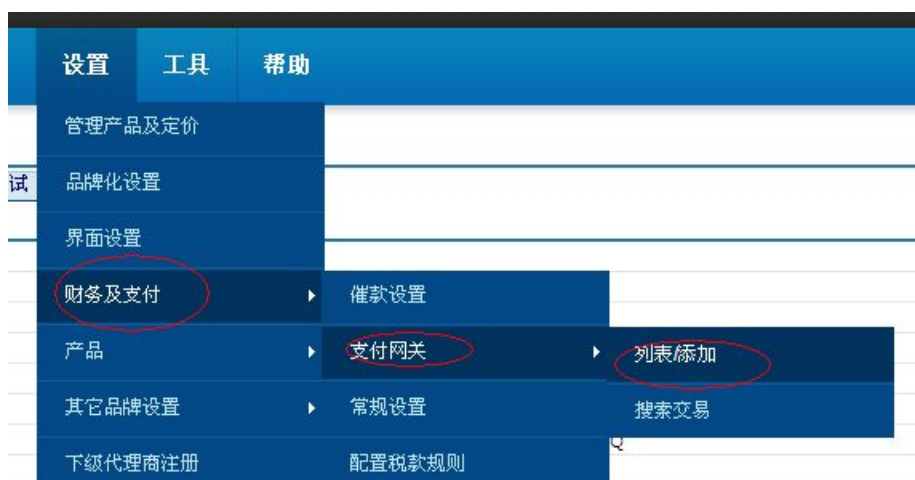 设置 工具 帮助
管理产品及定价
试 品牌化设置
界面设置
财务及支付 催款设置
产品 支付网关 列表/添加
其它品牌设置 常规设置 搜索交易
Q
下级代理商注册 配置税款规则